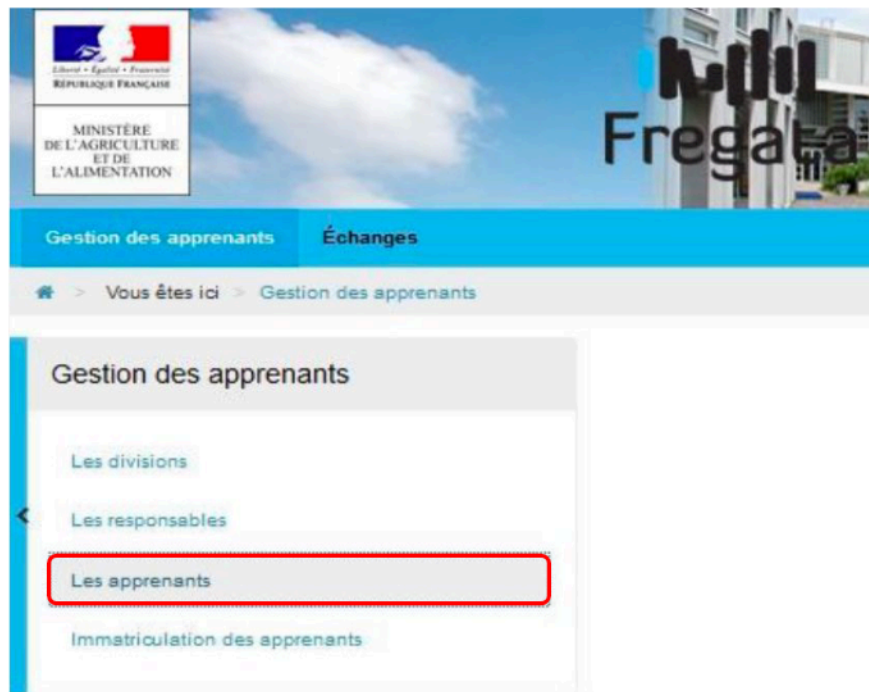 Liberté • Égalité • Fraternité
RÉPUBLIQUE FRANÇAISE
MINISTÈRE
DE L'AGRICULTURE
ET DE
L'ALIMENTATION
Fregata
Gestion des apprenants Échanges
> Vous êtes ici > Gestion des apprenants
Gestion des apprenants
Les divisions
Les responsables
Les apprenants
Immatriculation des apprenants